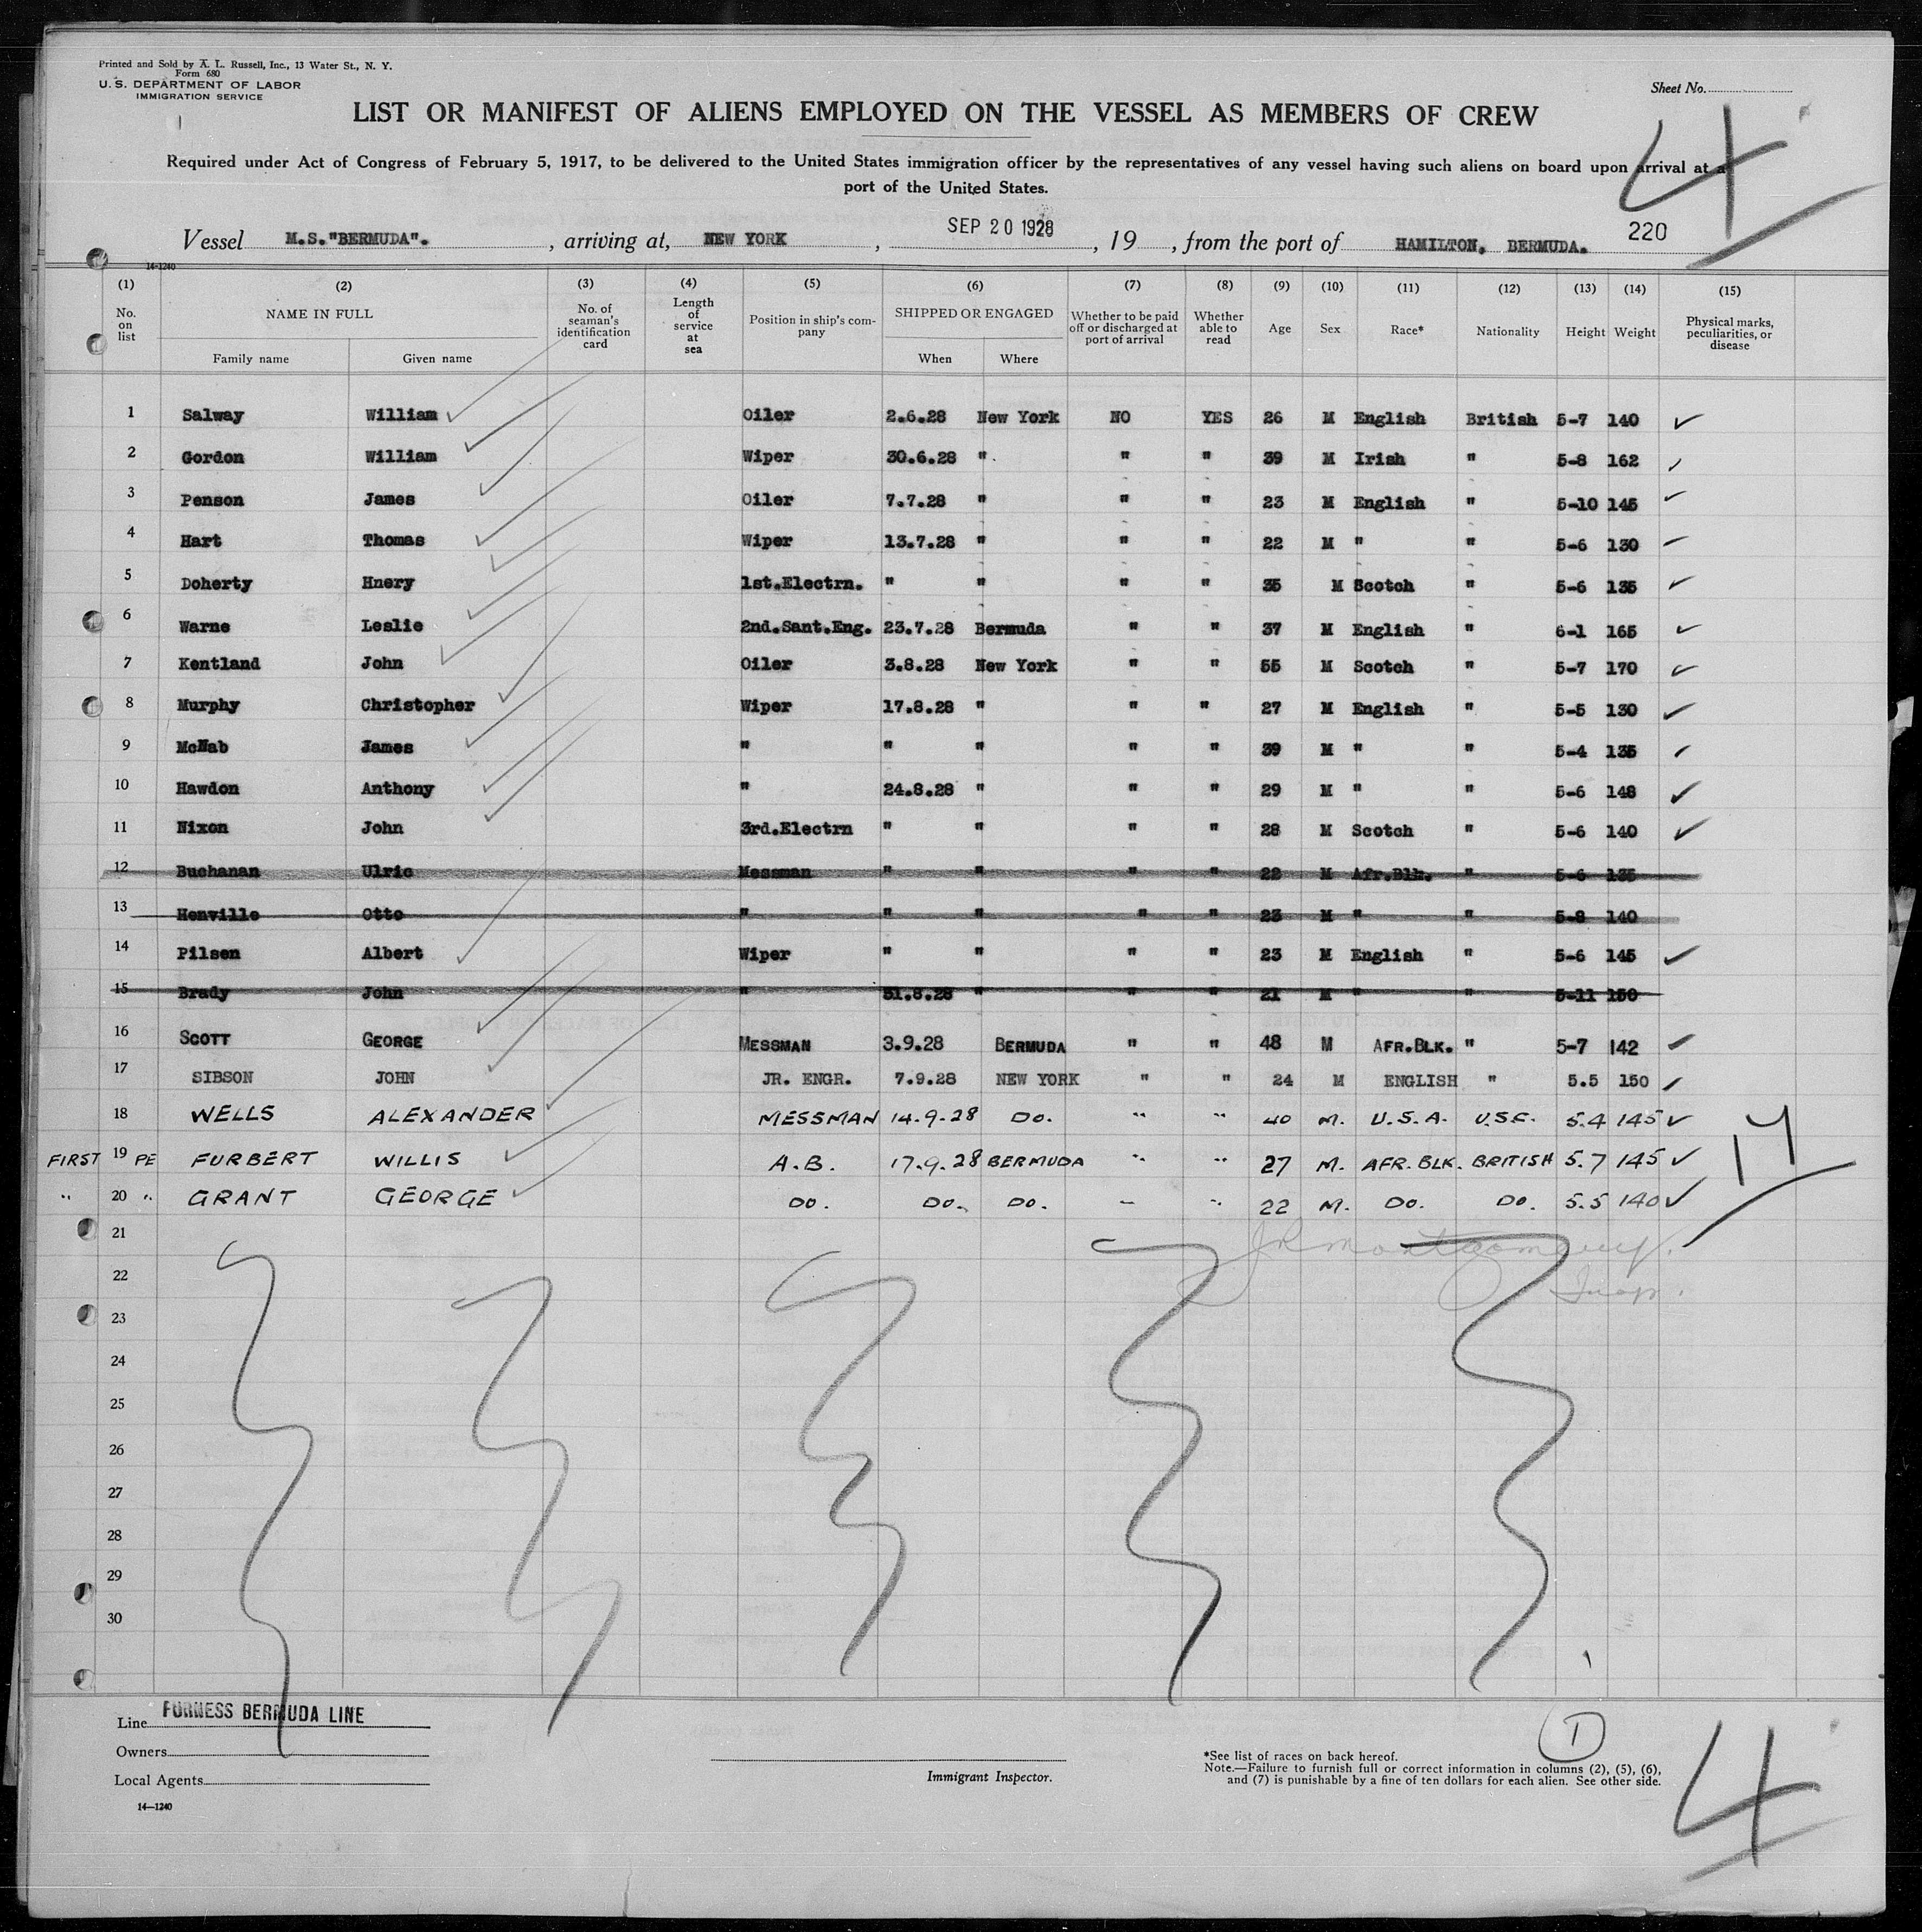 Printed and Sold by A. L. Russell, Inc., 13 Water St., N. Y.
Form 680
U. S. DEPARTMENT OF LABOR
IMMIGRATION SERVICE
Sheet No.
4
LIST OR MANIFEST OF ALIENS EMPLOYED ON THE VESSEL AS MEMBERS OF CREW
Required under Act of Congress of February 5, 1917, to be delivered to the United States immigration officer by the representatives of any vessel having such aliens on board upon arrival at a
port of the United States.
Vessel M.S."BERMUDA". , arriving at, NEW YORK , SEP 20 1928 , 19 , from the port of HAMILTON, BERMUDA. 220
14-1240
(1) (2) (3) (4) (5) (6) (7) (8) (9) (10) (11) (12) (13) (14) (15)
No. on list NAME IN FULL No. of seaman's identification card Length of service at sea Position in ship's company SHIPPED OR ENGAGED Whether to be paid off or discharged at port of arrival Whether able to read Age Sex Race* Nationality Height Weight Physical marks, peculiarities, or disease
Family name Given name When Where
1 Salway William Oiler 2.6.28 New York NO YES 26 M English British 5-7 140 ✓
2 Gordon William Wiper 30.6.28 " " " 39 M Irish " 5-8 162 ✓
3 Penson James Oiler 7.7.28 " " " 23 M English " 5-10 145 ✓
4 Hart Thomas Wiper 13.7.28 " " " 22 M " " 5-6 130 ✓
5 Doherty Hnery 1st.Electrn. " " " " 35 M Scotch " 5-6 135 ✓
6 Warne Leslie 2nd.Sant.Eng. 23.7.28 Bermuda " " 37 M English " 6-1 165 ✓
7 Kentland John Oiler 3.8.28 New York " " 55 M Scotch " 5-7 170 ✓
8 Murphy Christopher Wiper 17.8.28 " " " 27 M English " 5-5 130 ✓
9 McNab James " " " " " 39 M " " 5-4 135 ✓
10 Hawdon Anthony " 24.8.28 " " " 29 M " " 5-6 148 ✓
11 Nixon John 3rd.Electrn " " " " 28 M Scotch " 5-6 140 ✓
12 Buchanan Ulric Messman " " " " 22 M Afr.Blk. " 5-6 135
13 Henville Otto " " " " " 23 M " " 5-8 140
14 Pilsen Albert Wiper " " " " 23 M English " 5-6 145 ✓
15 Brady John " 31.8.28 " " " 21 M " " 5-11 150
16 SCOTT GEORGE MESSMAN 3.9.28 BERMUDA " " 48 M AFR.BLK. " 5-7 142 ✓
17 SIBSON JOHN JR. ENGR. 7.9.28 NEW YORK " " 24 M ENGLISH " 5.5 150 ✓
18 WELLS ALEXANDER MESSMAN 14.9.28 DO. " " 40 M. U.S.A. U.S.C. 5.4 145 ✓
FIRST 19 PE FURBERT WILLIS A.B. 17.9.28 BERMUDA " " 27 M. AFR. BLK. BRITISH 5.7 145 ✓
" 20 " GRANT GEORGE DO. DO. DO. – " 22 M. DO. DO. 5.5 140 ✓
17
21
JR Montgomery.
22
Insp.
23
24
25
26
27
28
29
30
Line FURNESS BERMUDA LINE
Owners
Local Agents
14—1240
Immigrant Inspector.
1
*See list of races on back hereof.
Note.—Failure to furnish full or correct information in columns (2), (5), (6),
and (7) is punishable by a fine of ten dollars for each alien. See other side.
4